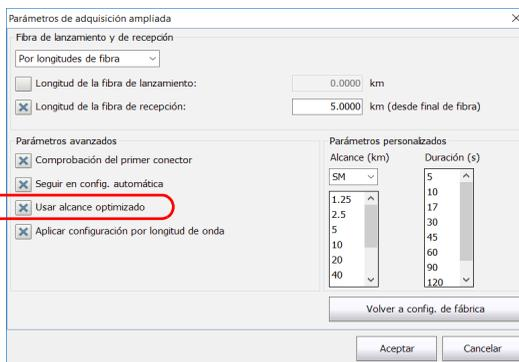 Parámetros de adquisición ampliada
Fibra de lanzamiento y de recepción
Por longitudes de fibra
Longitud de la fibra de lanzamiento: 0.0000 km
Longitud de la fibra de recepción: 5.0000 km (desde final de fibra)
Parámetros avanzados
Comprobación del primer conector
Seguir en config. automática
Usar alcance optimizado
Aplicar configuración por longitud de onda
Parámetros personalizados
Alcance (km) Duración (s)
SM
1.25
2.5
5
10
20
40
5
10
17
30
45
60
90
120
Volver a config. de fábrica
Aceptar Cancelar